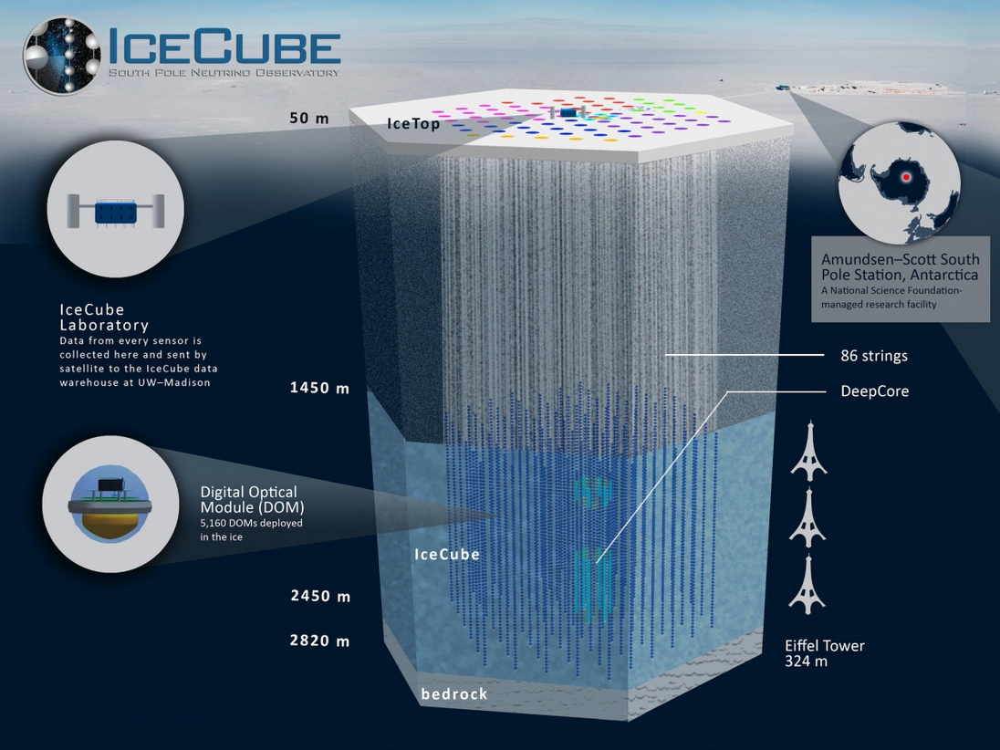 ICECUBE
SOUTH POLE NEUTRINO OBSERVATORY
50 m
IceTop
IceCube
Laboratory
Data from every sensor is
collected here and sent by
satellite to the IceCube data
warehouse at UW–Madison
Amundsen–Scott South
Pole Station, Antarctica
A National Science Foundation-
managed research facility
86 strings
DeepCore
1450 m
Digital Optical
Module (DOM)
5,160 DOMs deployed
in the ice
IceCube
2450 m
2820 m
Eiffel Tower
324 m
bedrock